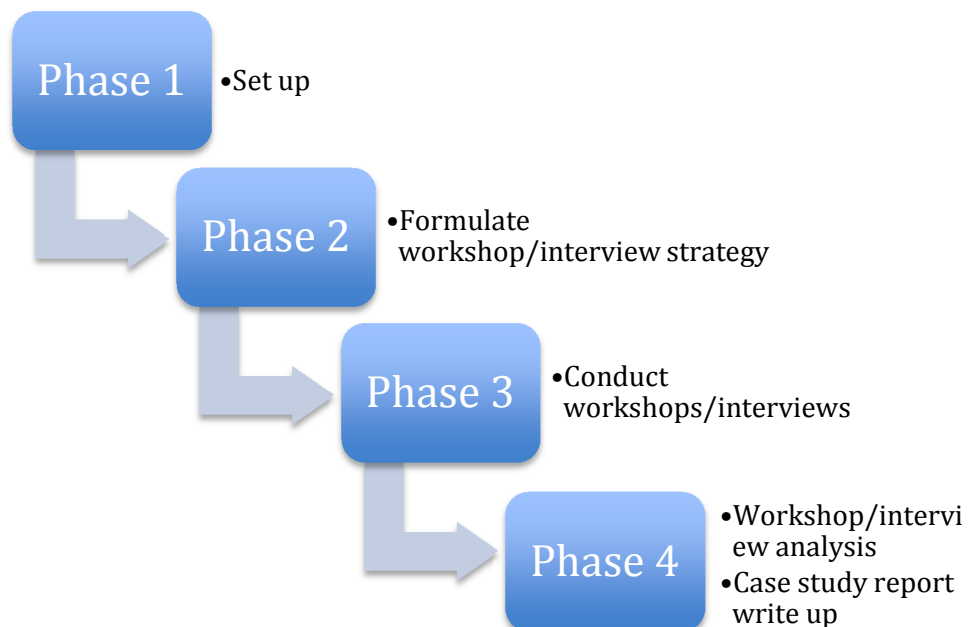 Phase 1
•Set up
Phase 2
•Formulate
workshop/interview strategy
Phase 3
•Conduct
workshops/interviews
Phase 4
•Workshop/intervi
ew analysis
•Case study report
write up